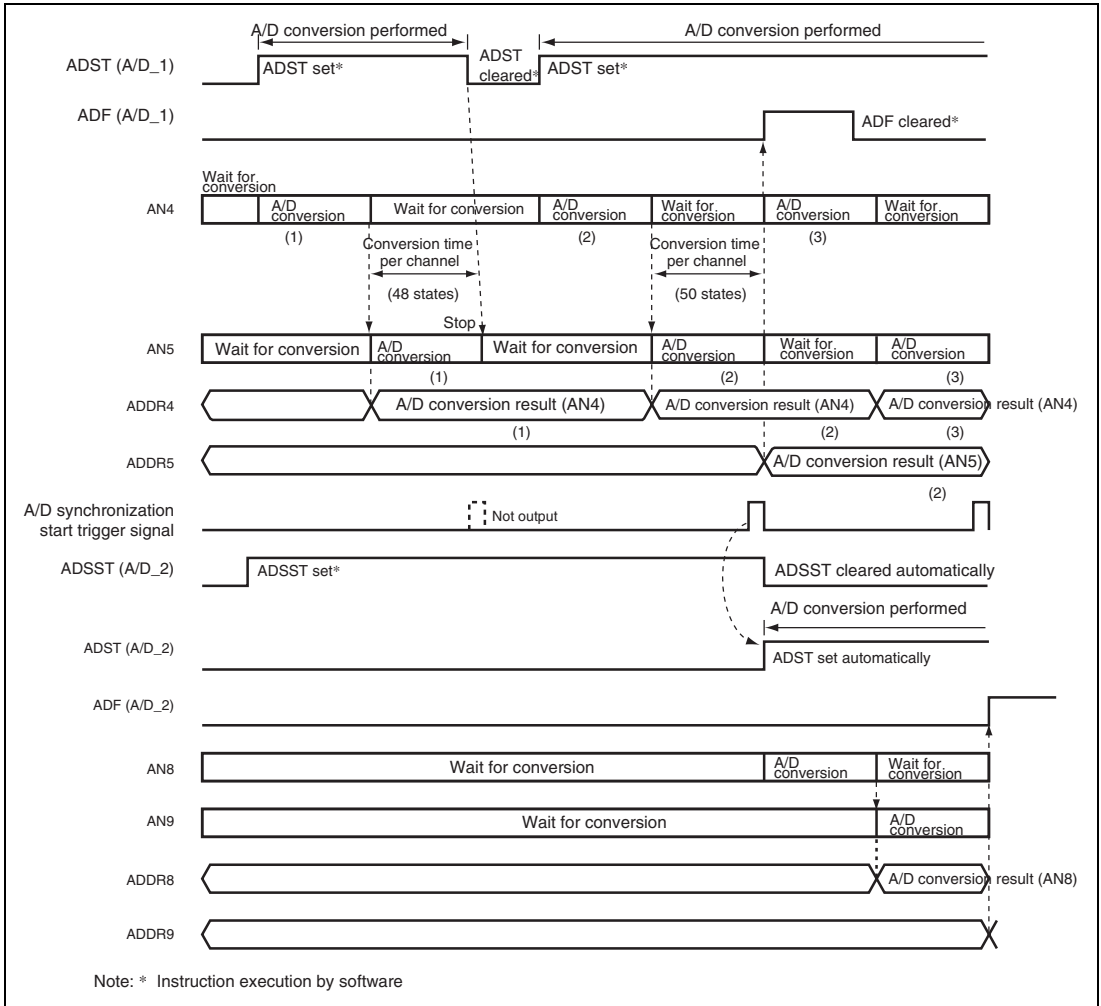 A/D conversion performed
A/D conversion performed
ADST (A/D_1)
ADST set*
ADST
cleared*
ADST set*
ADF (A/D_1)
ADF cleared*
Wait for
conversion
AN4
A/D
conversion
Wait for conversion
A/D
conversion
Wait for
conversion
A/D
conversion
Wait for
conversion
(1)
(2)
(3)
Conversion time
per channel
(48 states)
Conversion time
per channel
(50 states)
Stop
AN5
Wait for conversion
A/D
conversion
Wait for conversion
A/D
conversion
Wait for
conversion
A/D
conversion
(1)
(2)
(3)
ADDR4
A/D conversion result (AN4)
A/D conversion result (AN4)
A/D conversion result (AN4)
(1)
(2)
(3)
ADDR5
A/D conversion result (AN5)
(2)
A/D synchronization
start trigger signal
Not output
ADSST (A/D_2)
ADSST set*
ADSST cleared automatically
A/D conversion performed
ADST (A/D_2)
ADST set automatically
ADF (A/D_2)
AN8
Wait for conversion
A/D
conversion
Wait for
conversion
AN9
Wait for conversion
A/D
conversion
ADDR8
A/D conversion result (AN8)
ADDR9
Note: * Instruction execution by software